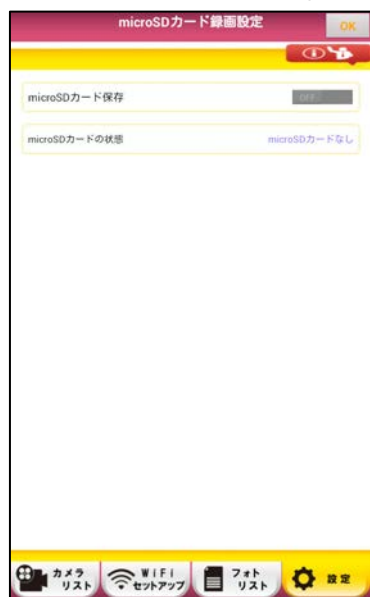 microSDカード録画設定
OK
microSDカード保存
OFF
microSDカードの状態
microSDカードなし
カメラ
リスト
WiFi
セットアップ
フォト
リスト
設定